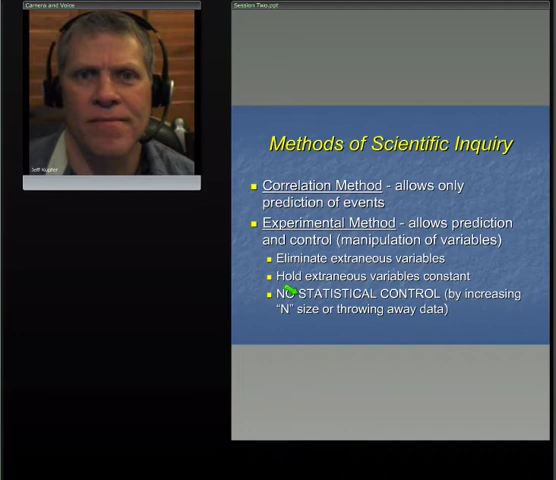 Camera and Voice
Session Two.ppt
Jeff Kupfer
Methods of Scientific Inquiry
Correlation Method - allows only
prediction of events
Experimental Method - allows prediction
and control (manipulation of variables)
Eliminate extraneous variables
Hold extraneous variables constant
NO STATISTICAL CONTROL (by increasing
“N” size or throwing away data)